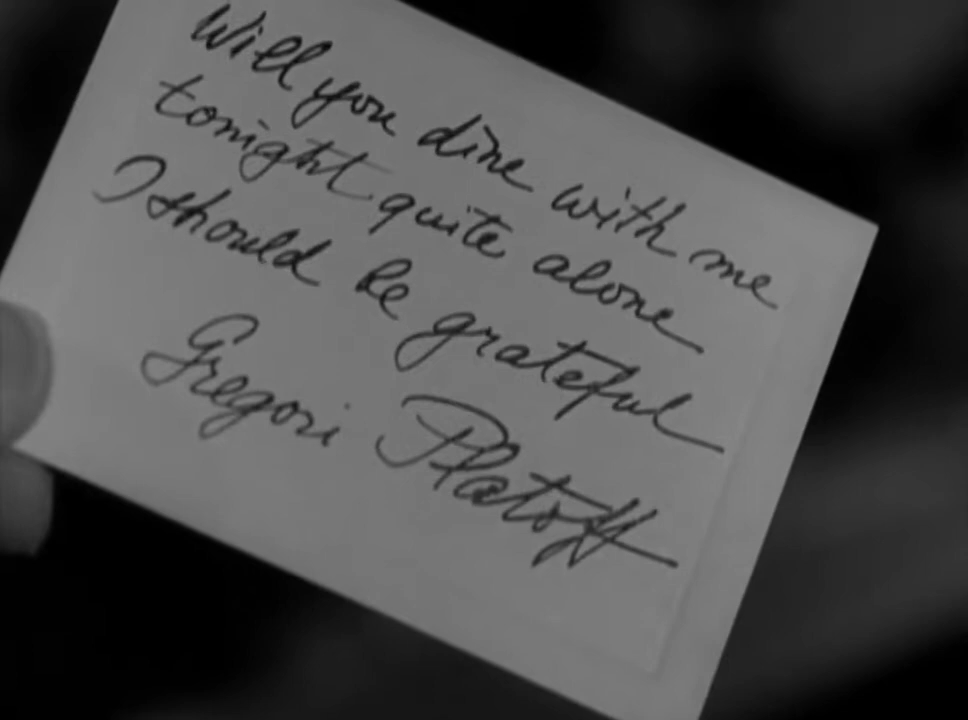 Will you dine with me
tonight quite alone
I should be grateful
Gregori Platoff